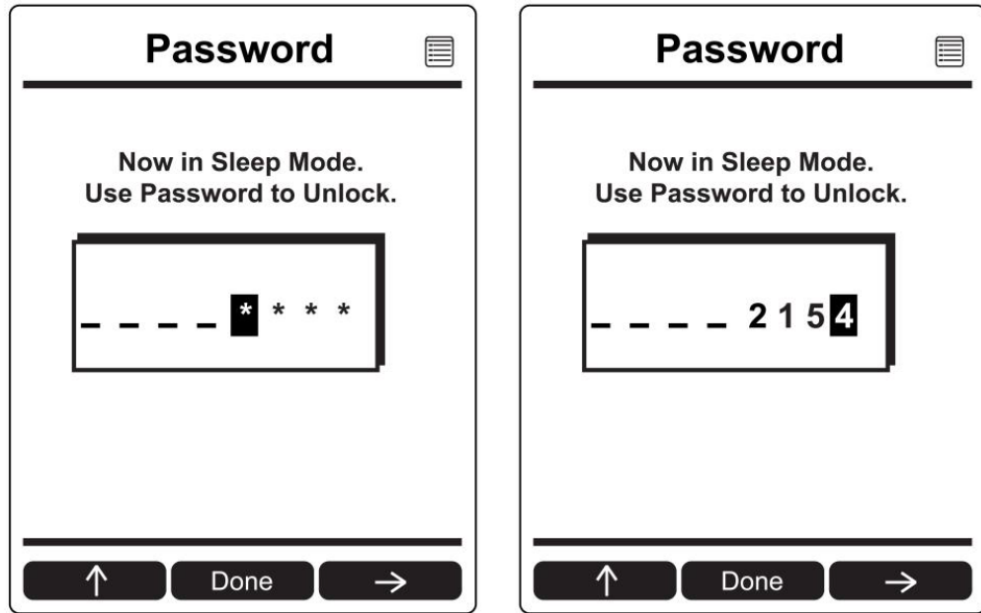 Password
Now in Sleep Mode.
Use Password to Unlock.
_ _ _ _ * * * *
↑ Done →
Password
Now in Sleep Mode.
Use Password to Unlock.
_ _ _ _ 2 1 5 4
↑ Done →